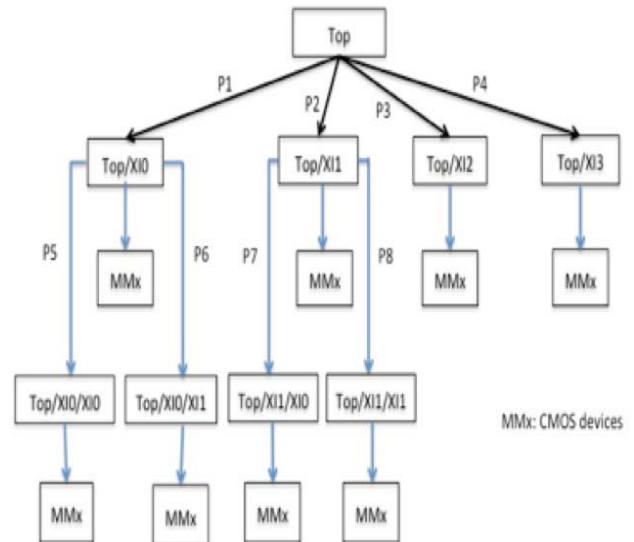 Top
P1
P2
P3
P4
Top/XI0
Top/XI1
Top/XI2
Top/XI3
P5
P6
P7
P8
MMx
MMx
MMx
MMx
Top/XI0/XI0
Top/XI0/XI1
Top/XI1/XI0
Top/XI1/XI1
MMx: CMOS devices
MMx
MMx
MMx
MMx